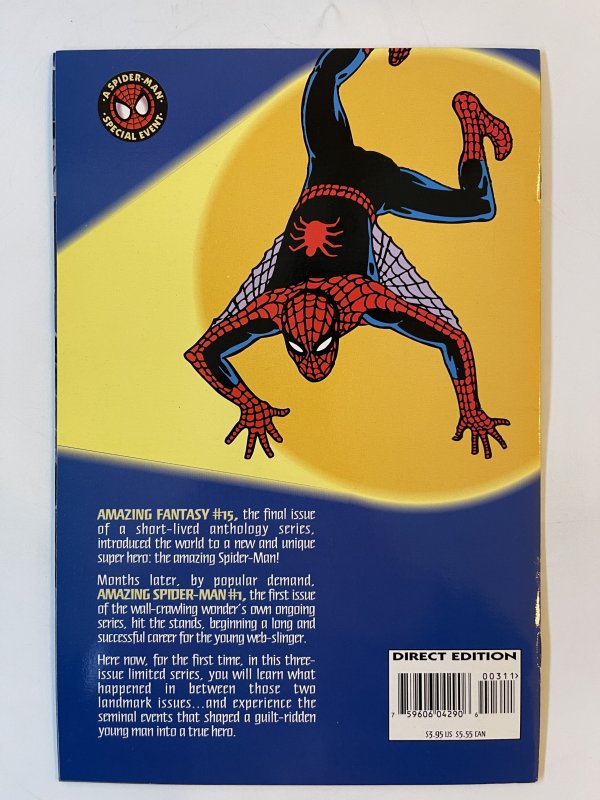 ·A SPIDER-MAN·
SPECIAL EVENT
AMAZING FANTASY #15, the final issue
of a short-lived anthology series,
introduced the world to a new and unique
super hero: the amazing Spider-Man!
Months later, by popular demand,
AMAZING SPIDER-MAN #1, the first issue
of the wall-crawling wonder's own ongoing
series, hit the stands, beginning a long and
successful career for the young web-slinger.
Here now, for the first time, in this three-
issue limited series, you will learn what
happened in between those two
landmark issues...and experience the
seminal events that shaped a guilt-ridden
young man into a true hero.
DIRECT EDITION
00311>
7 59606 04290 6
$3.95 US $5.55 CAN